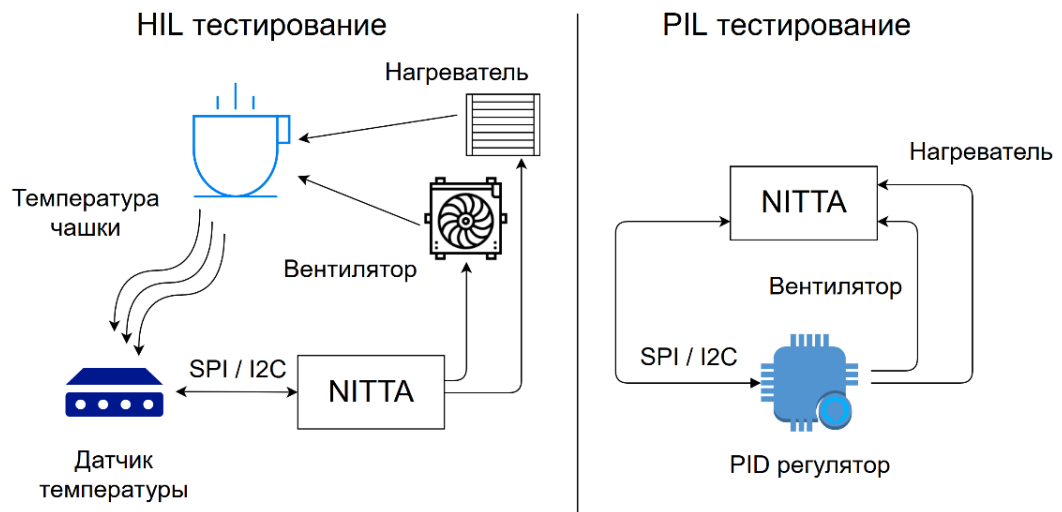 HIL тестирование
Нагреватель
Температура
чашки
Вентилятор
SPI / I2C
NITTA
Датчик
температуры
PIL тестирование
Нагреватель
NITTA
Вентилятор
SPI / I2C
PID регулятор